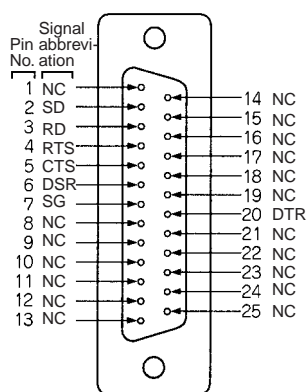 Signal
Pin abbrevi-
No. ation
1 NC
2 SD
3 RD
4 RTS
5 CTS
6 DSR
7 SG
8 NC
9 NC
10 NC
11 NC
12 NC
13 NC
14 NC
15 NC
16 NC
17 NC
18 NC
19 NC
20 DTR
21 NC
22 NC
23 NC
24 NC
25 NC